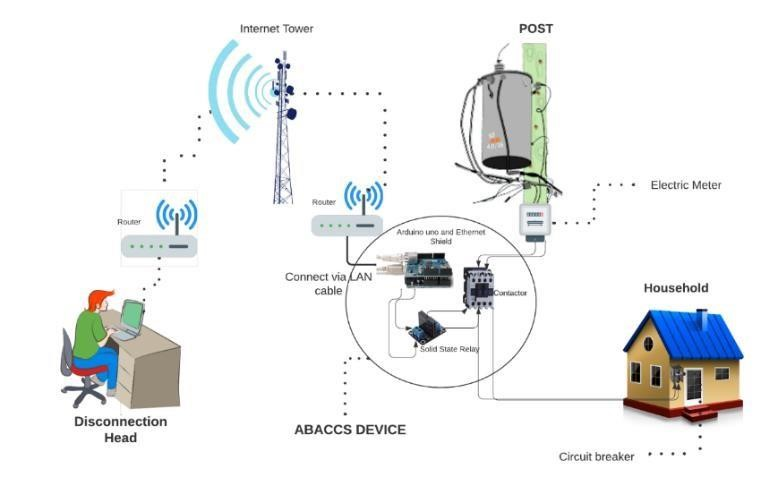 Internet Tower
POST
Electric Meter
Router
Router
Arduino uno and Ethernet
Shield
Connect via LAN
cable
Contactor
Solid State Relay
Household
Disconnection
Head
ABACCS DEVICE
Circuit breaker